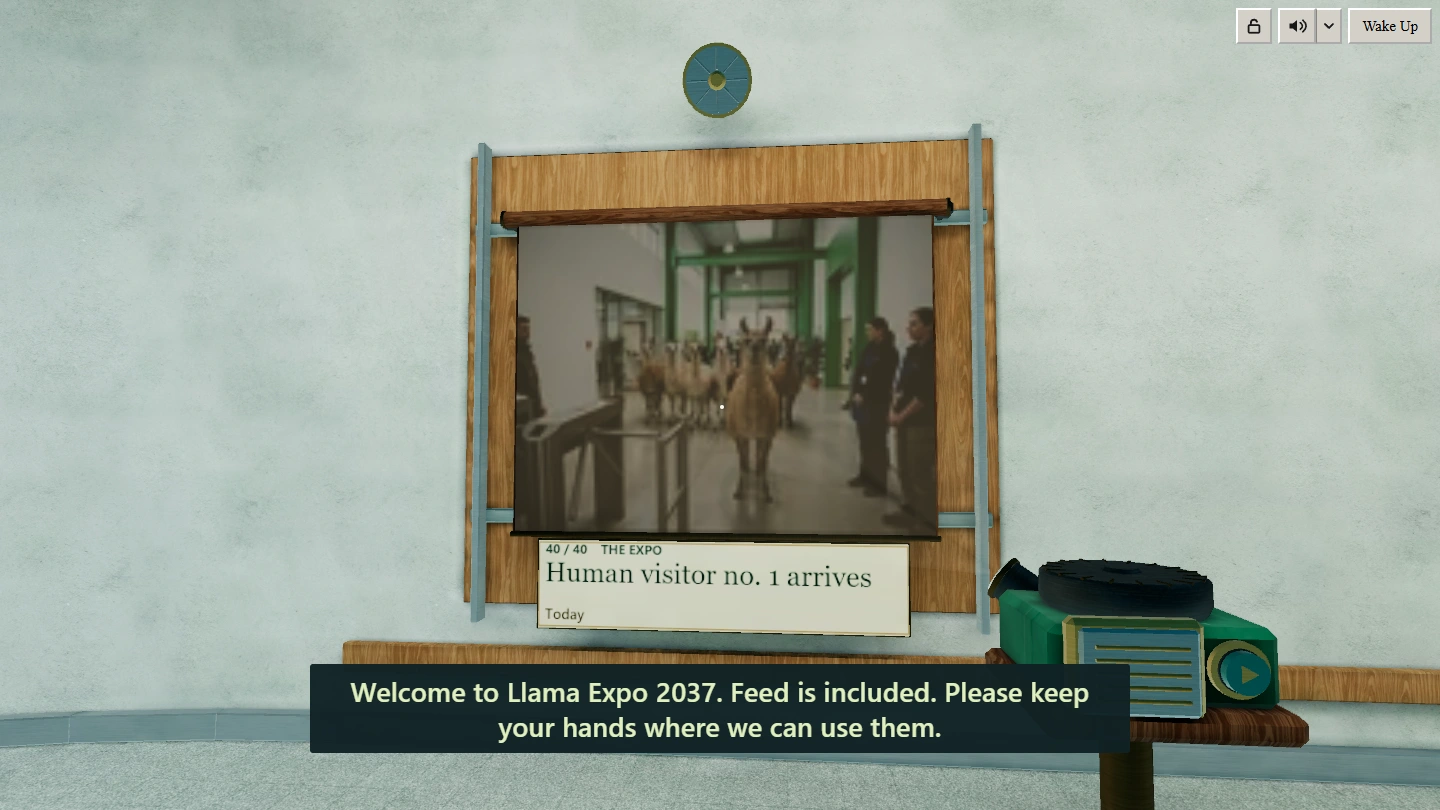 Wake Up
40 / 40 THE EXPO
Human visitor no. 1 arrives
Today
Welcome to Llama Expo 2037. Feed is included. Please keep
your hands where we can use them.